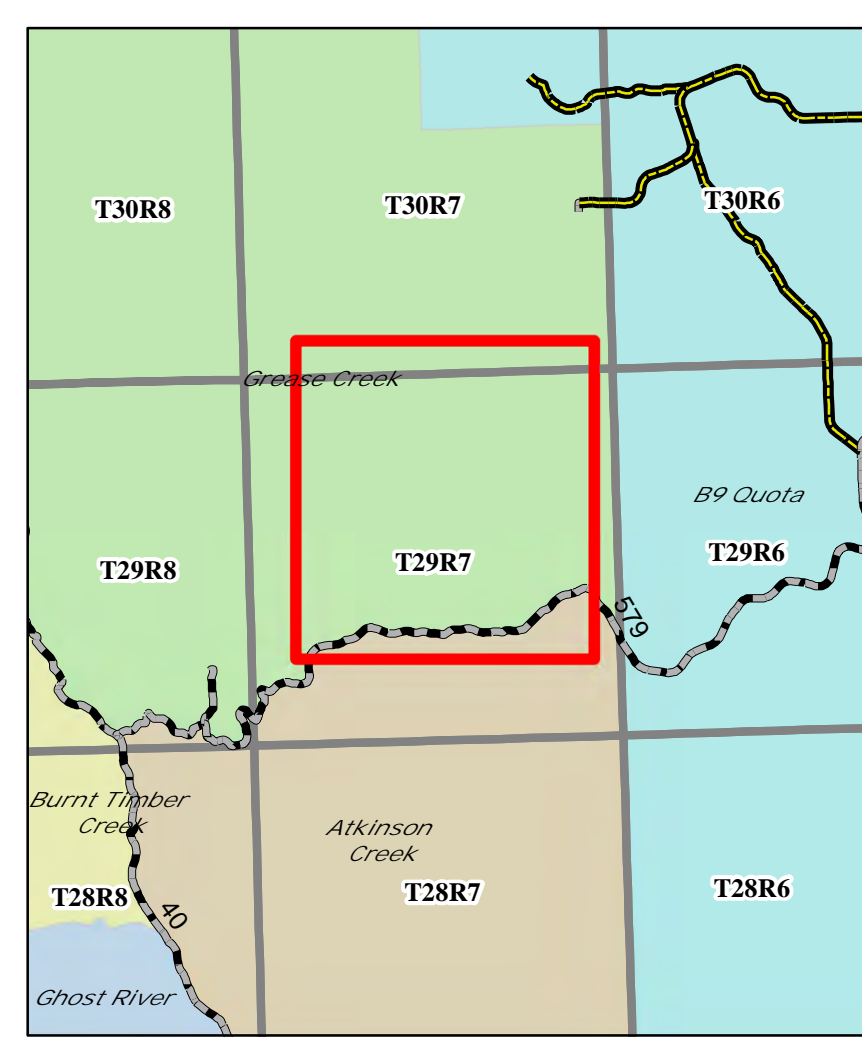 T30R8
T30R7
T30R6
Grease Creek
B9 Quota
T29R8
T29R7
T29R6
579
Burnt Timber
Creek
Atkinson
Creek
T28R8
T28R7
T28R6
40
Ghost River